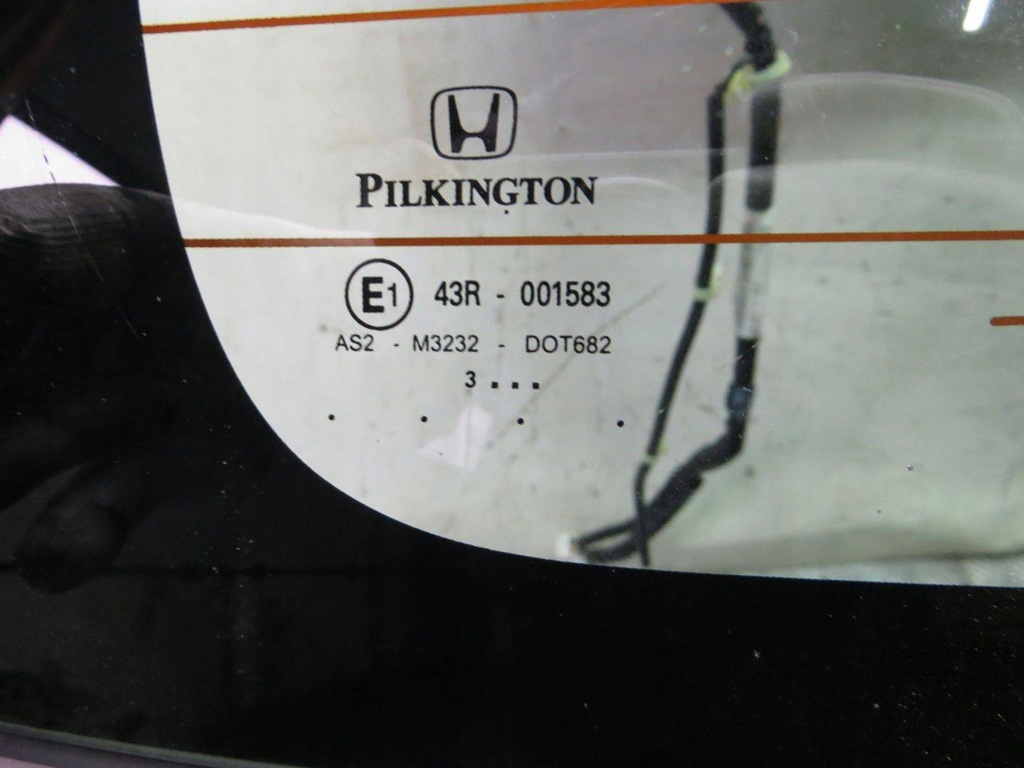 PILKINGTON
E1 43R - 001583
AS2 - M3232 - DOT682
3 ...
. . . .